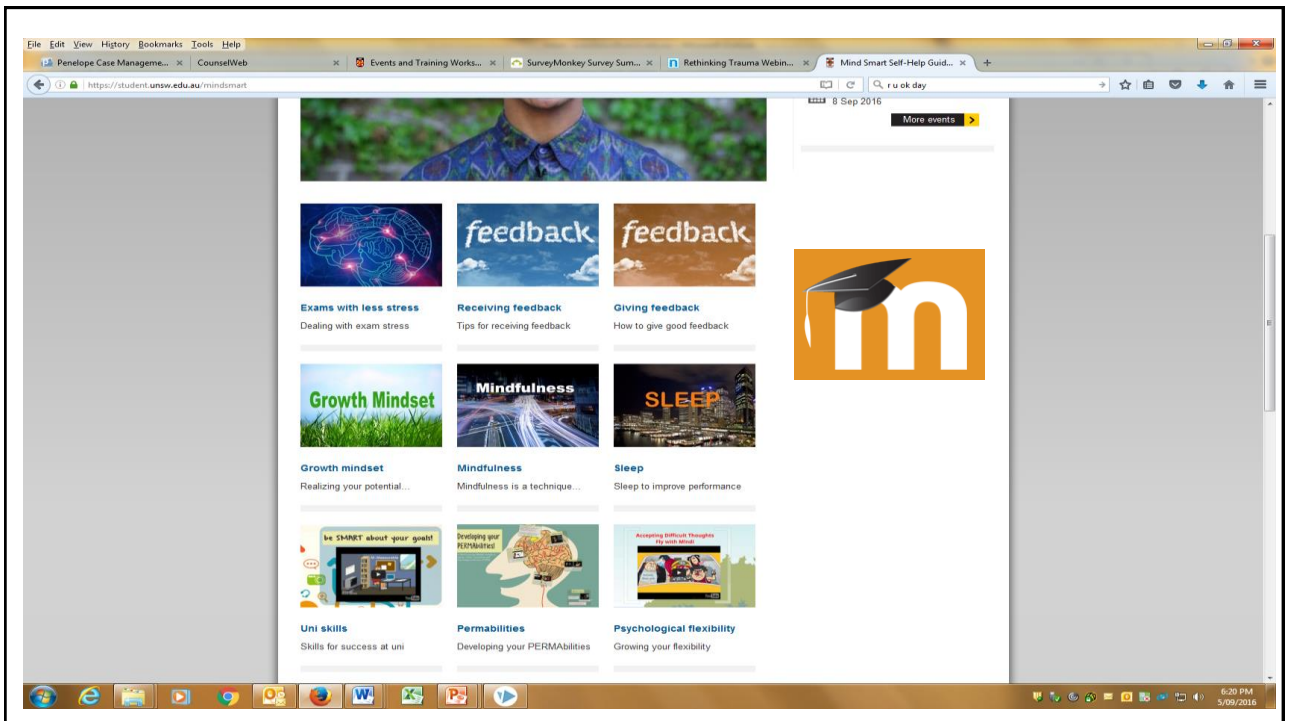 File Edit View History Bookmarks Tools Help
Penelope Case Manageme... × CounselWeb × Events and Training Works... × SurveyMonkey Survey Sum... × Rethinking Trauma Webin... × Mind Smart Self-Help Guid... × +
https://student.unsw.edu.au/mindsmart r u ok day
8 Sep 2016
More events >
feedback feedback
Exams with less stress Receiving feedback Giving feedback
Dealing with exam stress Tips for receiving feedback How to give good feedback
m
Growth Mindset Mindfulness SLEEP
Growth mindset Mindfulness Sleep
Realizing your potential... Mindfulness is a technique... Sleep to improve performance
be SMART about your goals! Developing your PERMAbilities! Accepting Difficult Thoughts
Fly with Mindi
Uni skills Permabilities Psychological flexibility
Skills for success at uni Developing your PERMAbilities Growing your flexibility
6:20 PM
5/09/2016